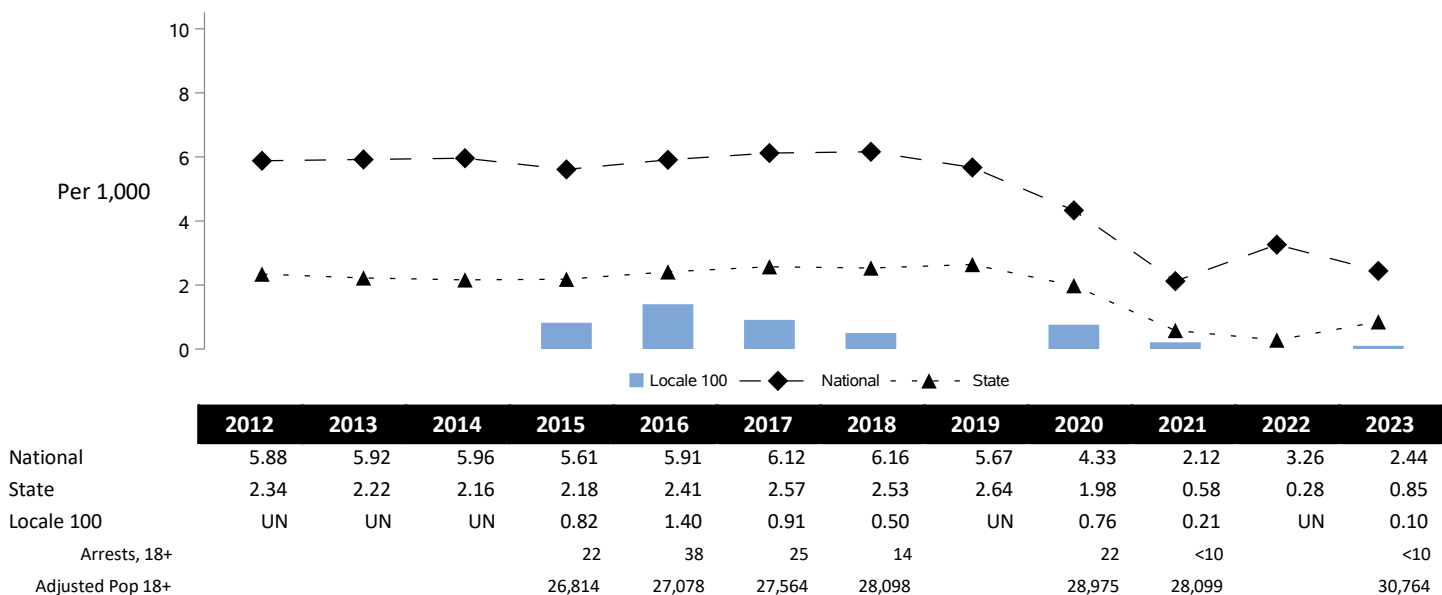 10
8
6
Per 1,000
4
2
0
Locale 100 National State
2012 2013 2014 2015 2016 2017 2018 2019 2020 2021 2022 2023
National 5.88 5.92 5.96 5.61 5.91 6.12 6.16 5.67 4.33 2.12 3.26 2.44
State 2.34 2.22 2.16 2.18 2.41 2.57 2.53 2.64 1.98 0.58 0.28 0.85
Locale 100 UN UN UN 0.82 1.40 0.91 0.50 UN 0.76 0.21 UN 0.10
Arrests, 18+ 22 38 25 14 22 <10 <10
Adjusted Pop 18+ 26,814 27,078 27,564 28,098 28,975 28,099 30,764